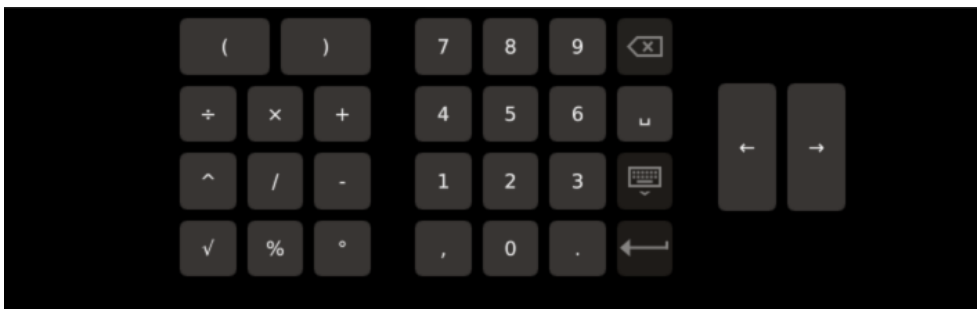 ( ) 7 8 9
÷ × + 4 5 6 ␣
← →
^ / - 1 2 3
√ % ° , 0 .